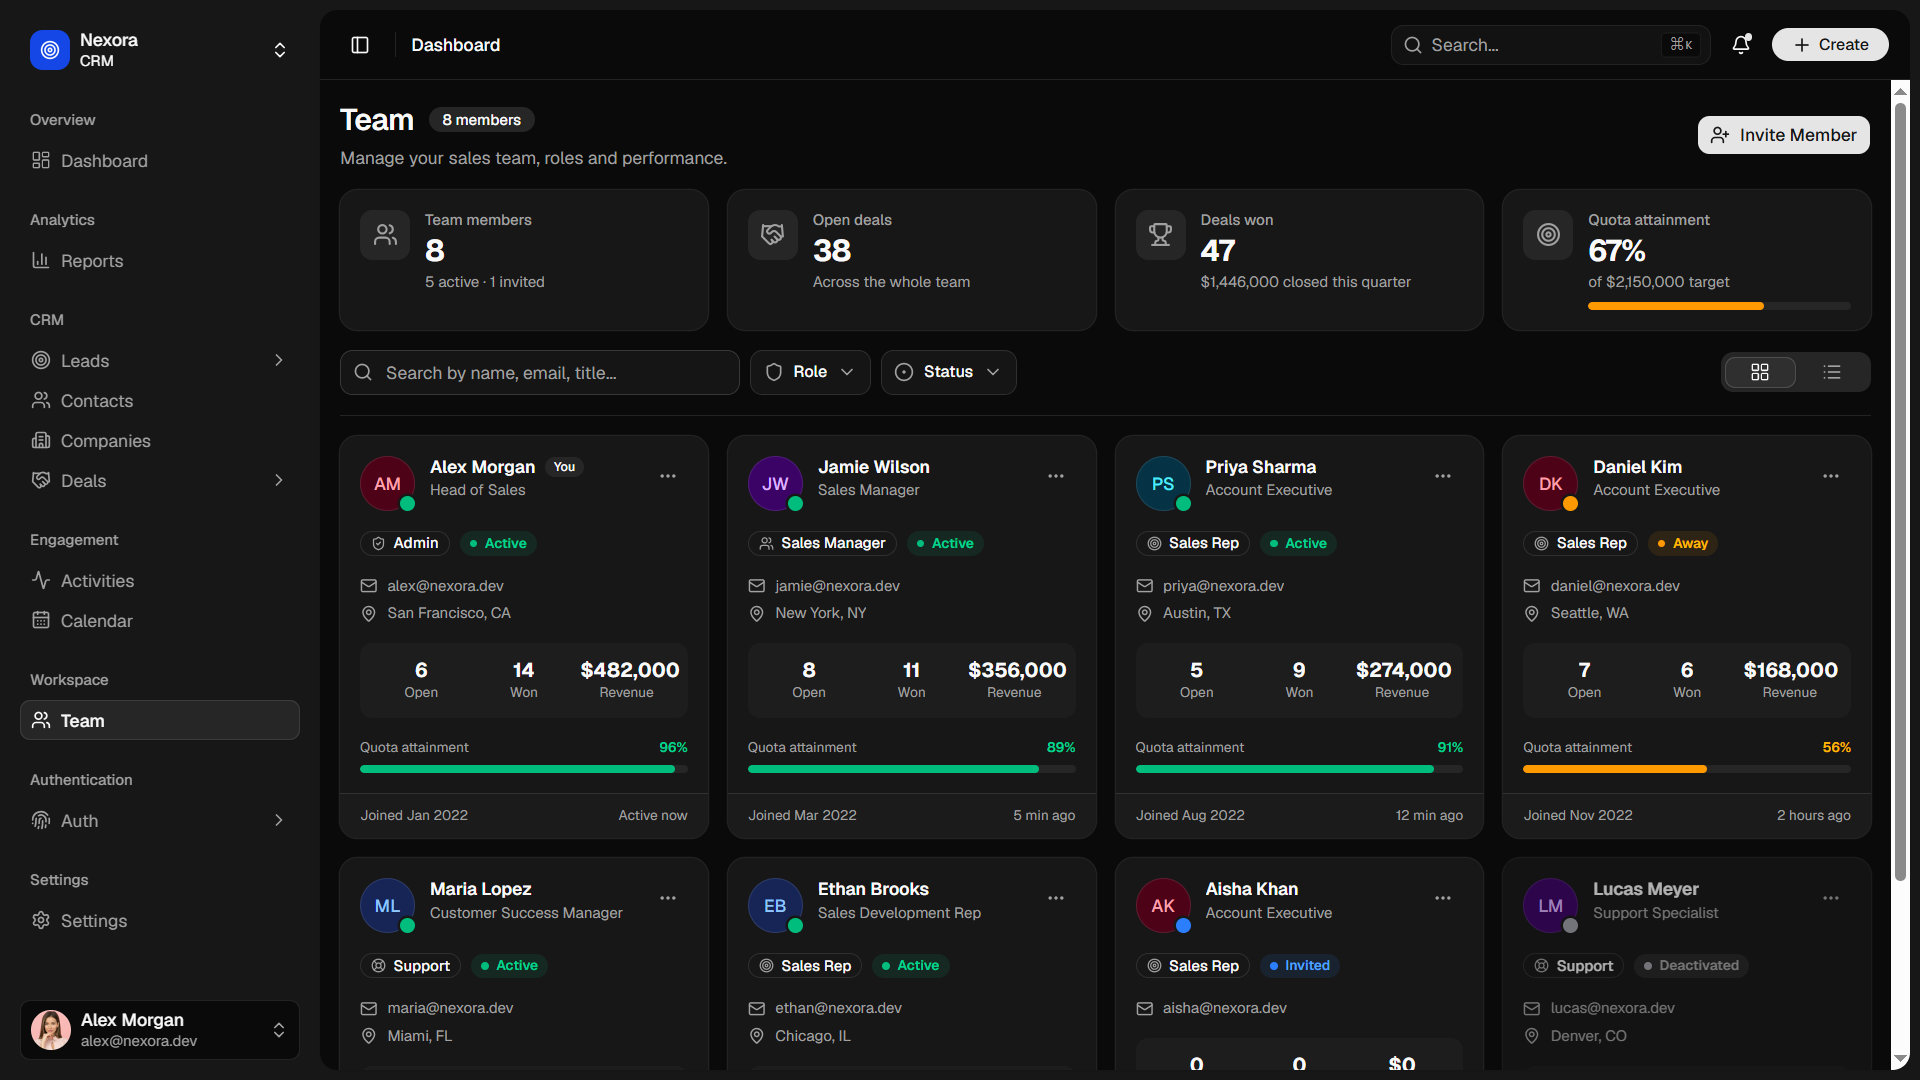 Nexora
CRM
Overview
Dashboard
Analytics
Reports
CRM
Leads
Contacts
Companies
Deals
Engagement
Activities
Calendar
Workspace
Team
Authentication
Auth
Settings
Settings
Alex Morgan
alex@nexora.dev
Dashboard
Search...
⌘K
Create
Team
8 members
Manage your sales team, roles and performance.
Invite Member
Team members
8
5 active · 1 invited
Open deals
38
Across the whole team
Deals won
47
$1,446,000 closed this quarter
Quota attainment
67%
of $2,150,000 target
Search by name, email, title...
Role
Status
AM
Alex Morgan You
Head of Sales
Admin Active
alex@nexora.dev
San Francisco, CA
6 14 $482,000
Open Won Revenue
Quota attainment 96%
Joined Jan 2022 Active now
JW
Jamie Wilson
Sales Manager
Sales Manager Active
jamie@nexora.dev
New York, NY
8 11 $356,000
Open Won Revenue
Quota attainment 89%
Joined Mar 2022 5 min ago
PS
Priya Sharma
Account Executive
Sales Rep Active
priya@nexora.dev
Austin, TX
5 9 $274,000
Open Won Revenue
Quota attainment 91%
Joined Aug 2022 12 min ago
DK
Daniel Kim
Account Executive
Sales Rep Away
daniel@nexora.dev
Seattle, WA
7 6 $168,000
Open Won Revenue
Quota attainment 56%
Joined Nov 2022 2 hours ago
ML
Maria Lopez
Customer Success Manager
Support Active
maria@nexora.dev
Miami, FL
EB
Ethan Brooks
Sales Development Rep
Sales Rep Active
ethan@nexora.dev
Chicago, IL
AK
Aisha Khan
Account Executive
Sales Rep Invited
aisha@nexora.dev
0 0 $0
LM
Lucas Meyer
Support Specialist
Support Deactivated
lucas@nexora.dev
Denver, CO